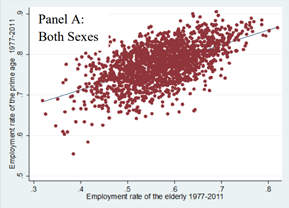 Panel A:
Both Sexes
Employment rate of the prime age 1977-2011
.9
.8
.7
.6
.5
.3
.4
.5
.6
.7
.8
Employment rate of the elderly 1977-2011